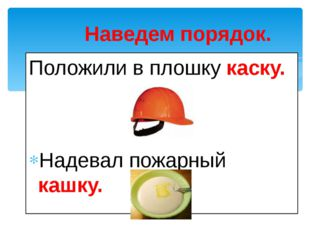 Наведем порядок.
Положили в плошку каску.
Надевал пожарный
кашку.